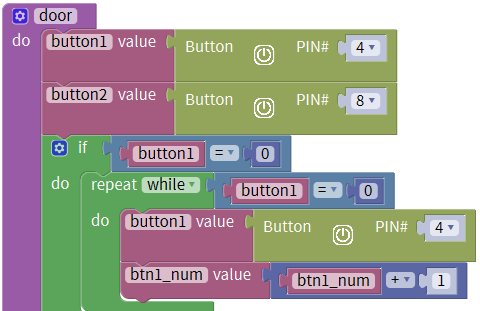 door
do button1 value Button PIN# 4
button2 value Button PIN# 8
if button1 = 0
do repeat while button1 = 0
do button1 value Button PIN# 4
btn1_num value btn1_num + 1